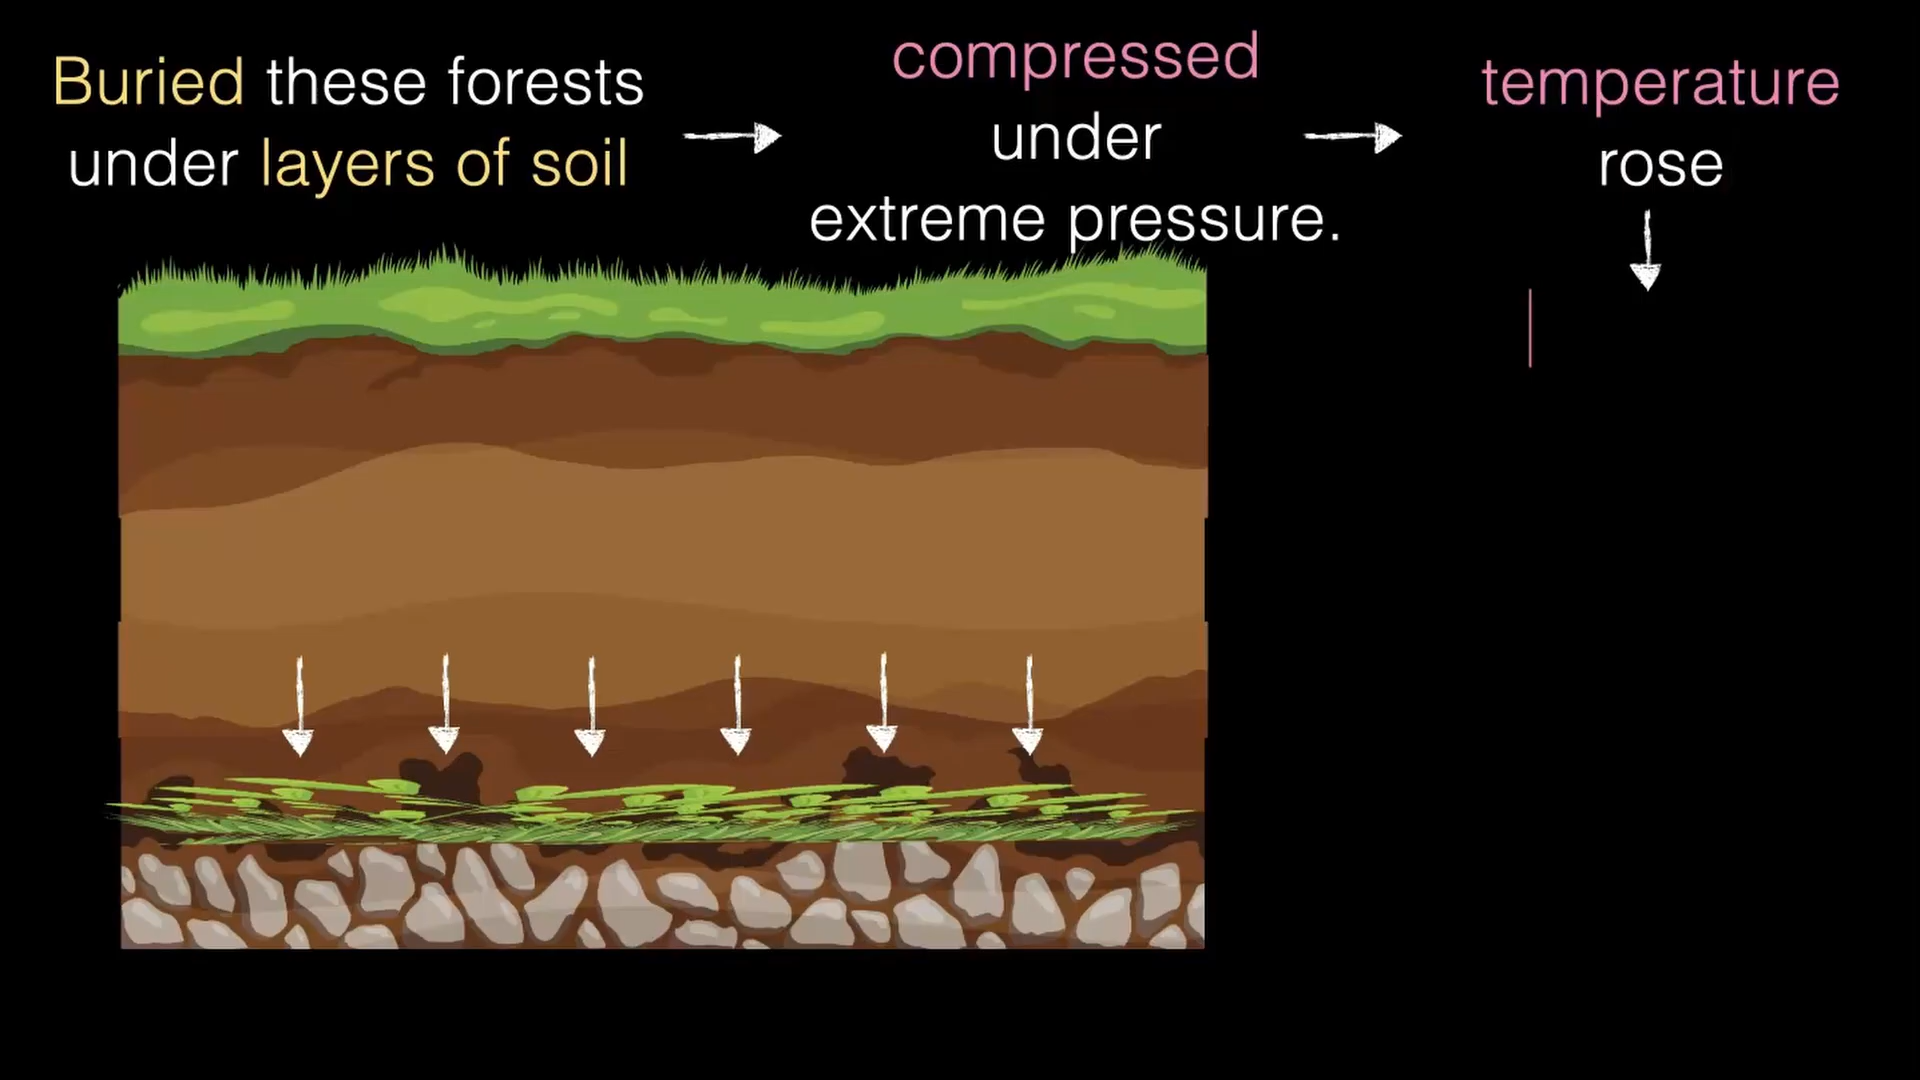 Buried these forests
under layers of soil
compressed
under
extreme pressure.
temperature
rose